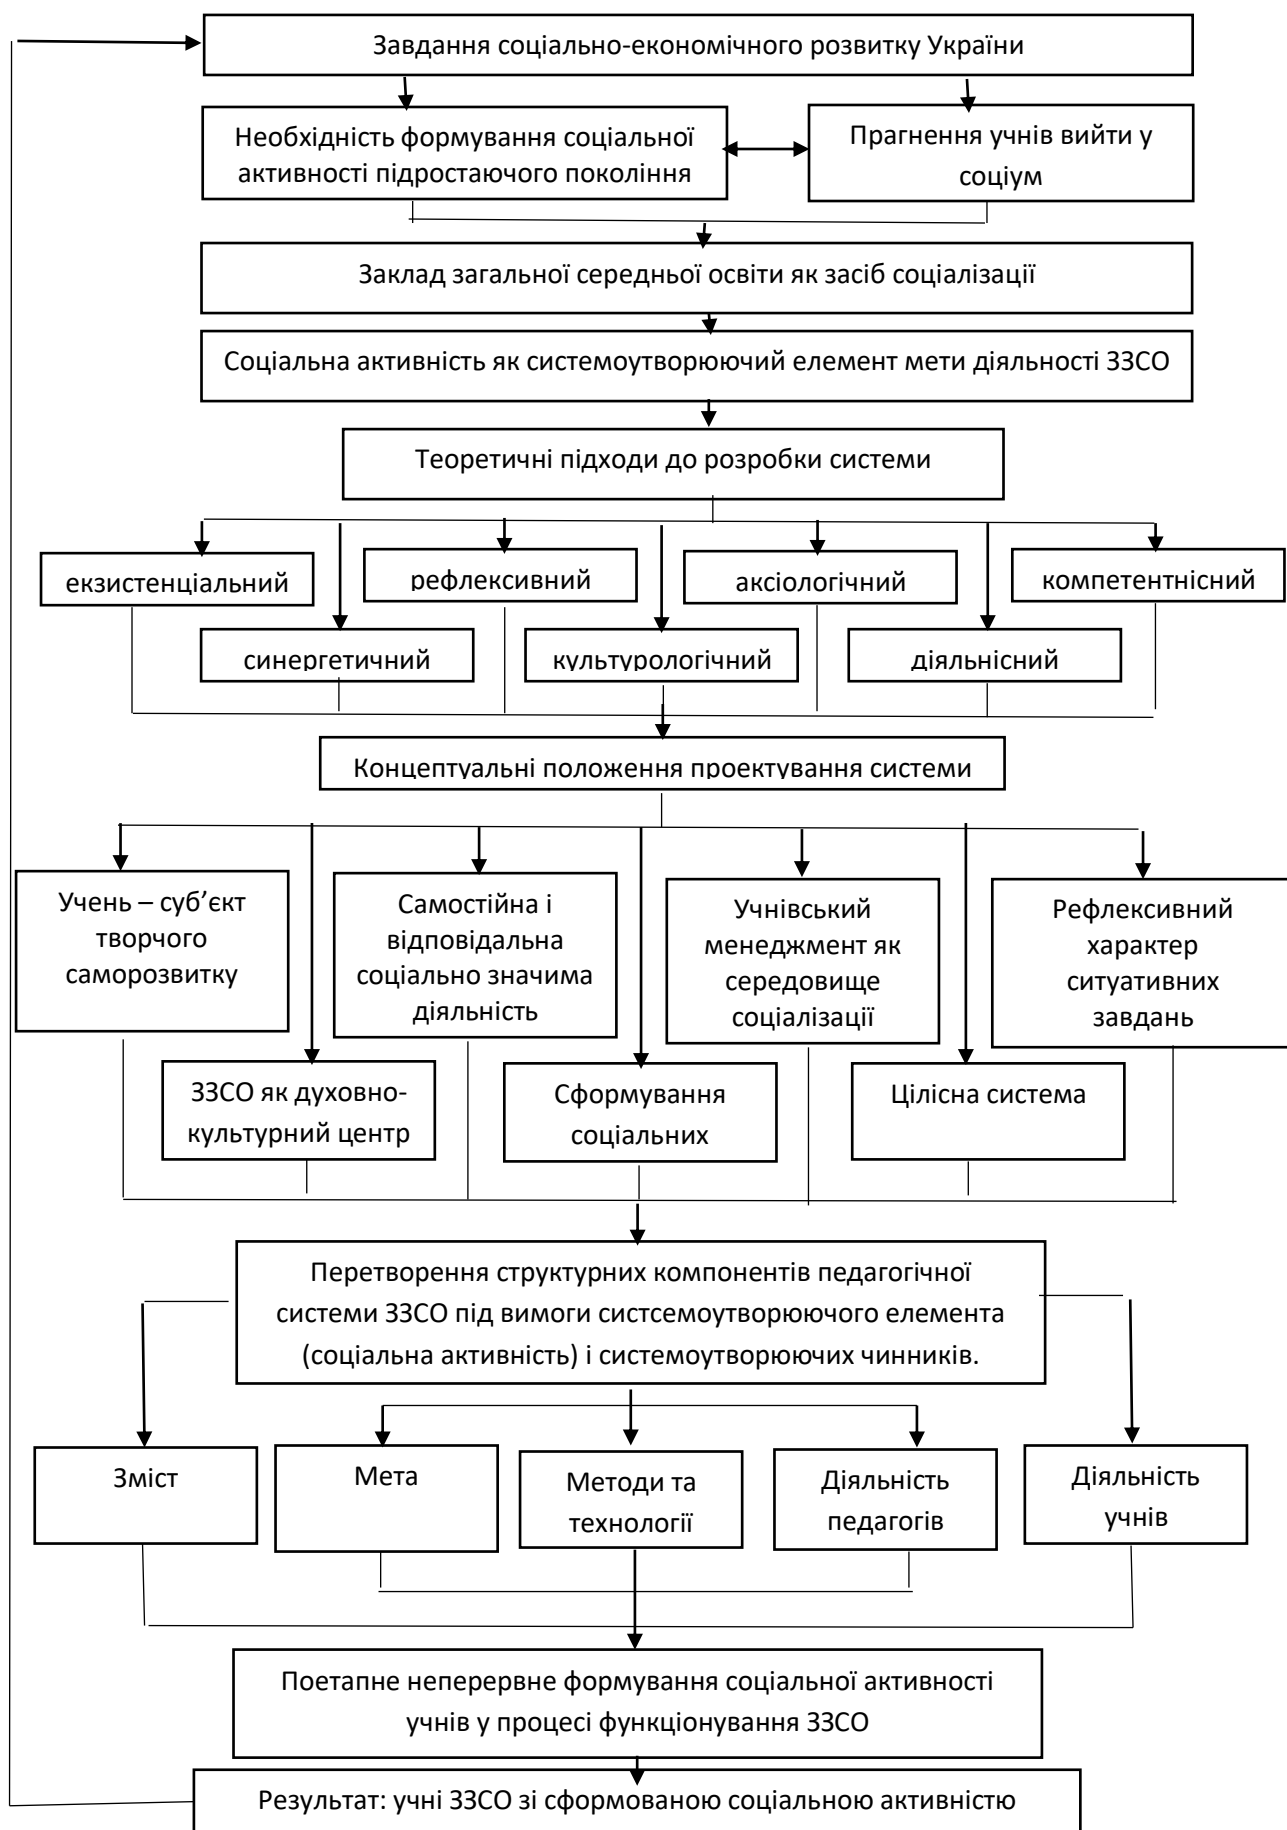 Завдання соціально-економічного розвитку України
Необхідність формування соціальної
активності підростаючого покоління
Прагнення учнів вийти у
соціум
Заклад загальної середньої освіти як засіб соціалізації
Соціальна активність як системоутворюючий елемент мети діяльності ЗЗСО
Теоретичні підходи до розробки системи
екзистенціальний
рефлексивний
аксіологічний
компетентнісний
синергетичний
культурологічний
діяльнісний
Концептуальні положення проектування системи
Учень – суб’єкт
творчого
саморозвитку
Самостійна і
відповідальна
соціально значима
діяльність
Учнівський
менеджмент як
середовище
соціалізації
Рефлексивний
характер
ситуативних
завдань
ЗЗСО як духовно-
культурний центр
Сформування
соціальних
Цілісна система
Перетворення структурних компонентів педагогічної
системи ЗЗСО під вимоги систсемоутворюючого елемента
(соціальна активність) і системоутворюючих чинників.
Зміст
Мета
Методи та
технології
Діяльність
педагогів
Діяльність
учнів
Поетапне неперервне формування соціальної активності
учнів у процесі функціонування ЗЗСО
Результат: учні ЗЗСО зі сформованою соціальною активністю